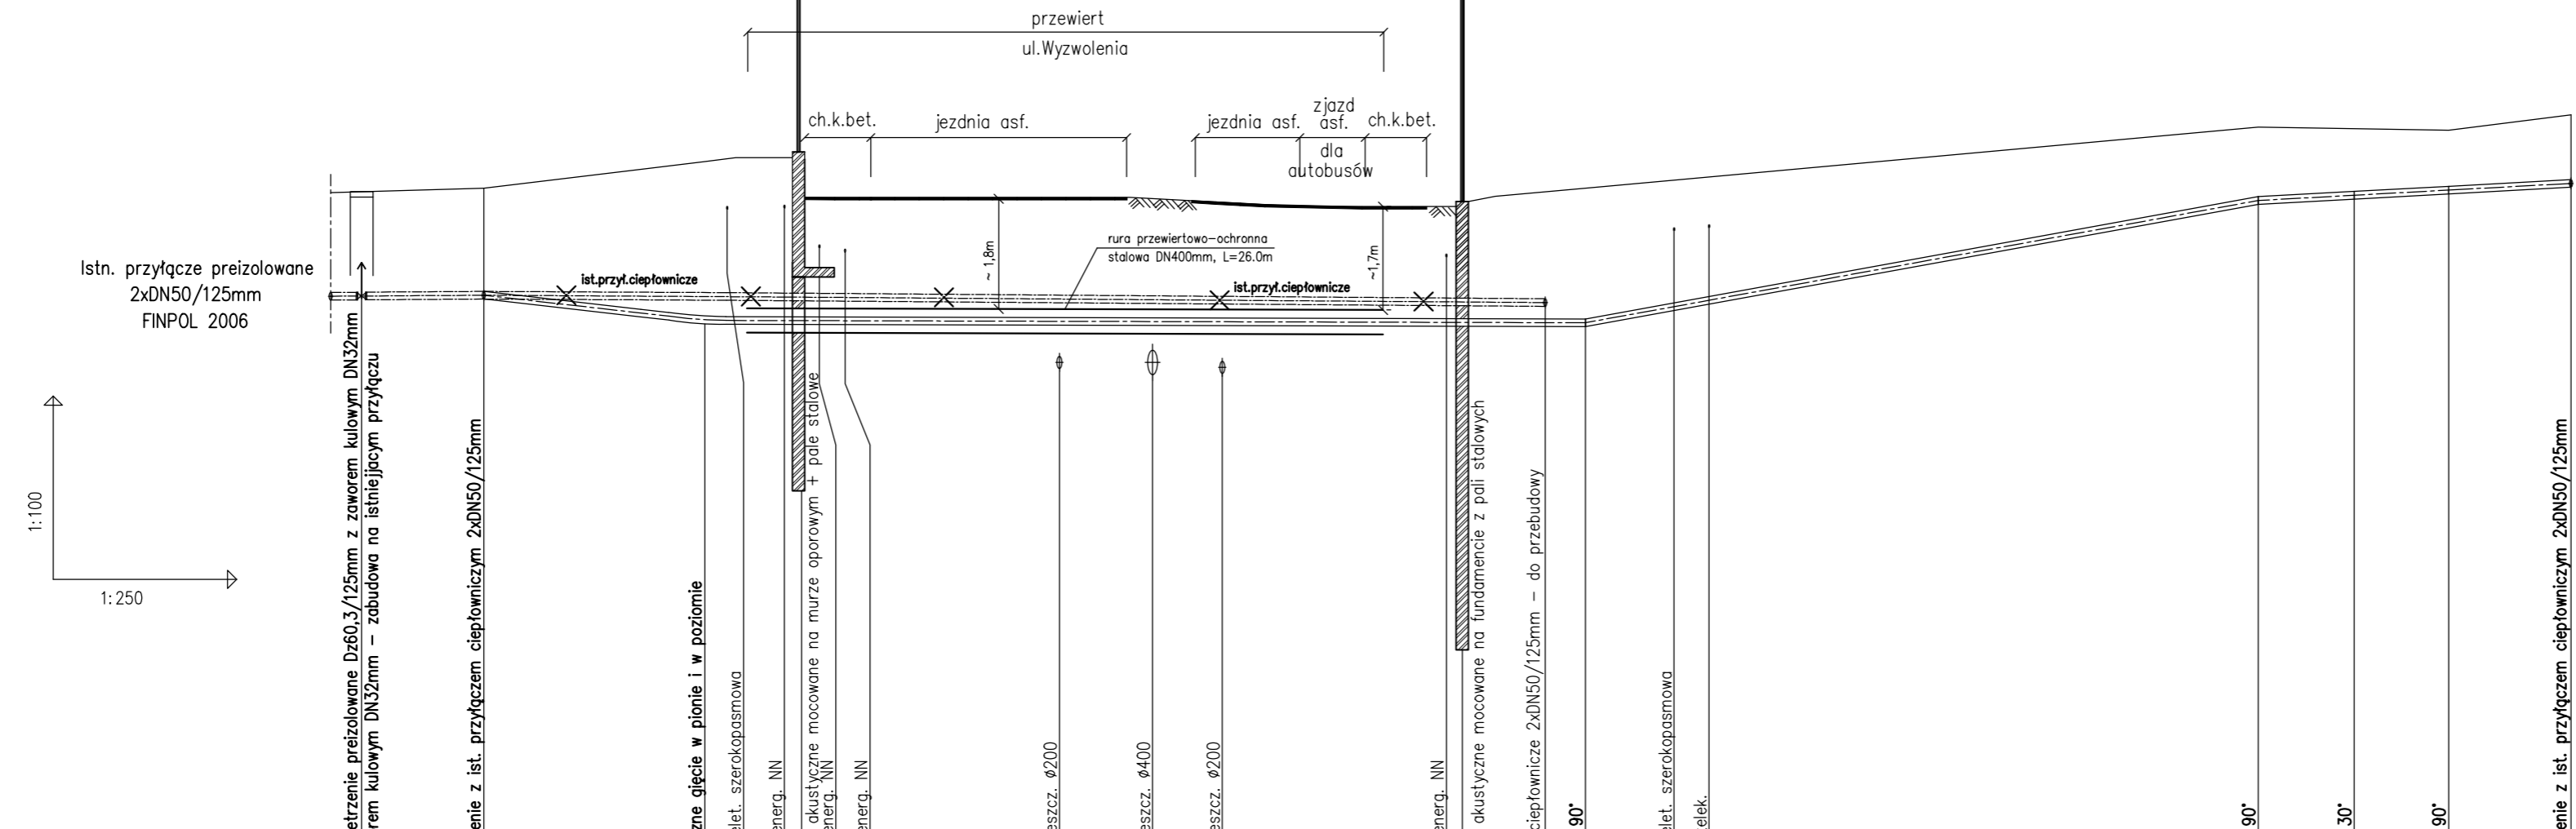 przewiert
ul.Wyzwolenia
ch.k.bet.
jezdnia asf.
jezdnia asf.
zjazd
asf.
dla
autobusów
ch.k.bet.
rura przewiertowo-ochronna
stalowa DN400mm, L=26.0m
~ 1,8m
~1,7m
Istn. przyłącze preizolowane
2xDN50/125mm
FINPOL 2006
ist.przył.ciepłownicze
ist.przył.ciepłownicze
1:100
1:250
etrzenie preizolowane Dz60,3/125mm z zaworem kulowym DN32mm
rem kulowym DN32mm - zabudowa na istniejjacym przyłączu
enie z ist. przyłączem ciepłowniczym 2xDN50/125mm
zne gięcie w pionie i w poziomie
elet. szerokopasmowa
energ. NN
akustyczne mocowane na murze oporowym + pale stalowe
energ. NN
energ. NN
eszcz. ø200
eszcz. ø400
eszcz. ø200
energ. NN
akustyczne mocowane na fundamencie z pali stalowych
ciepłownicze 2xDN50/125mm - do przebudowy
90°
elet. szerokopasmowa
elek.
90°
30°
90°
enie z ist. przyłączem ciepłowniczym 2xDN50/125mm